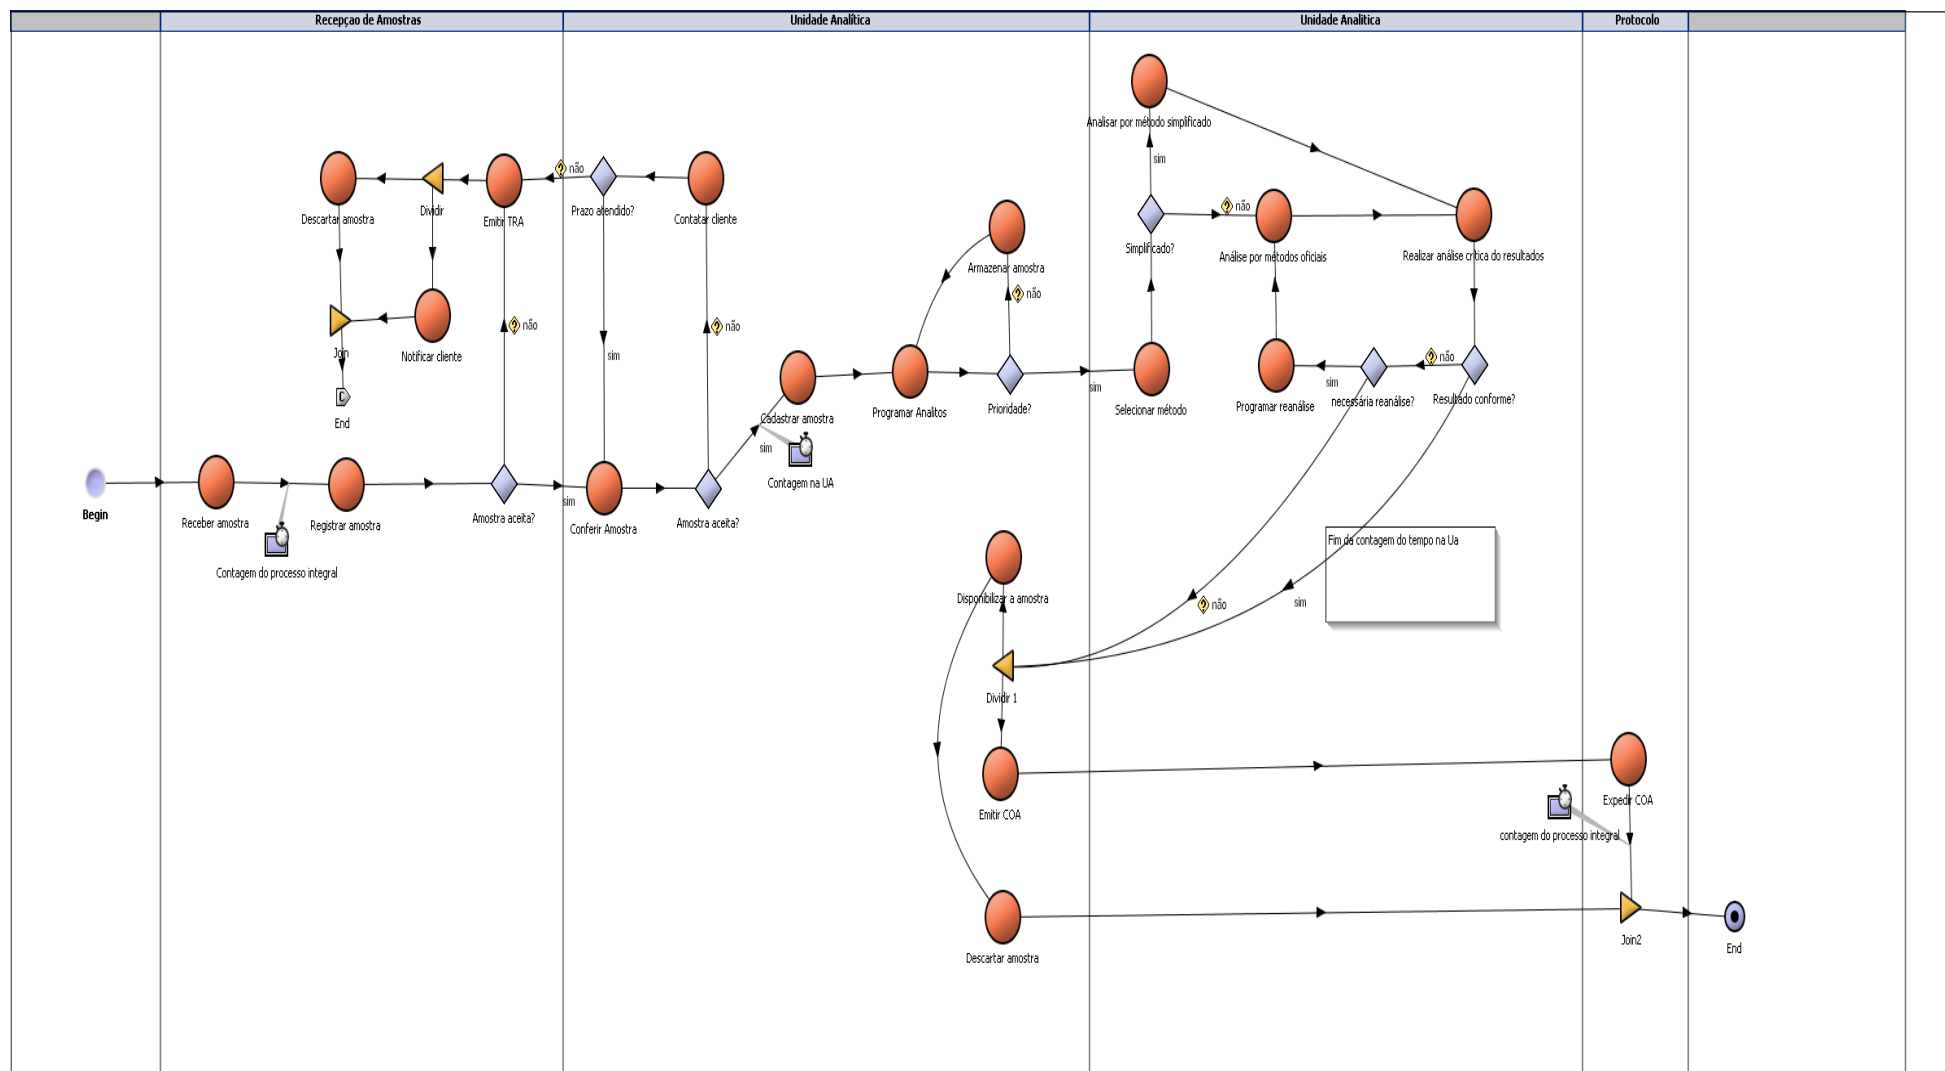 Recepçao de Amostras
Unidade Analítica
Unidade Analítica
Protocolo
Analisar por método simplificado
sim
não
Prazo atendido?
Contatar cliente
Emitir TRA
Dividir
Descartar amostra
não
Simplificado?
Análise por métodos oficiais
Realizar análise crítica do resultados
Armazenar amostra
não
não
não
sim
Join
Notificar cliente
não
sim
necessária reanálise?
Resultado conforme?
Programar reanálise
sim
Selecionar método
Prioridade?
Programar Analitos
Cadastrar amostra
C
End
sim
Contagem na UA
Begin
Receber amostra
Registrar amostra
Amostra aceita?
sim
Conferir Amostra
Amostra aceita?
Contagem do processo integral
Fim da contagem do tempo na Ua
Disponibilizar a amostra
não
sim
Dividir 1
Emitir COA
Expedir COA
contagem do processo integral
Descartar amostra
Join2
End